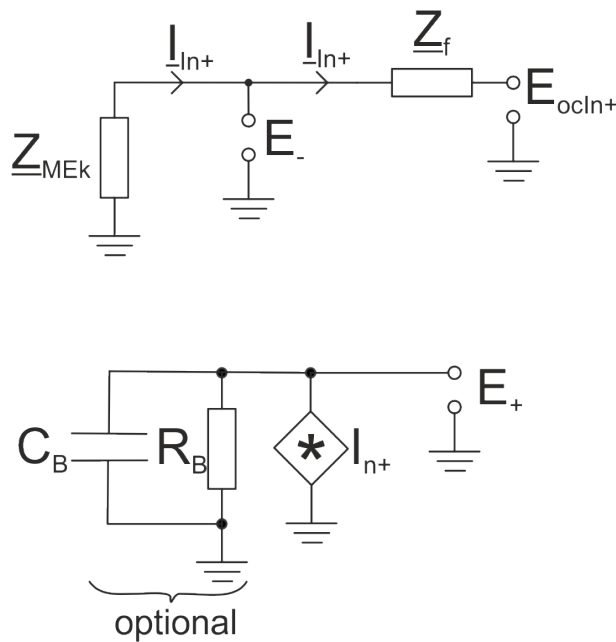 I_In+ I_In+ Z_f
E_ocIn+
E_-
Z_MEk
E_+
C_B R_B * I_n+
optional